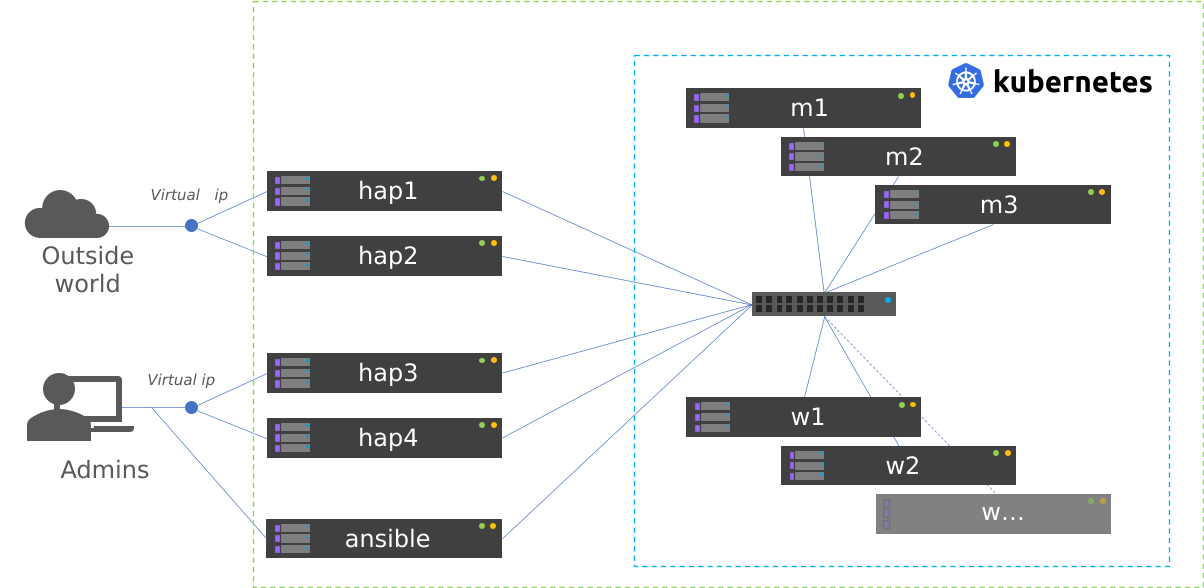 kubernetes
m1
m2
m3
Virtual ip
hap1
hap2
Outside
world
Virtual ip
hap3
hap4
Admins
ansible
w1
w2
w...